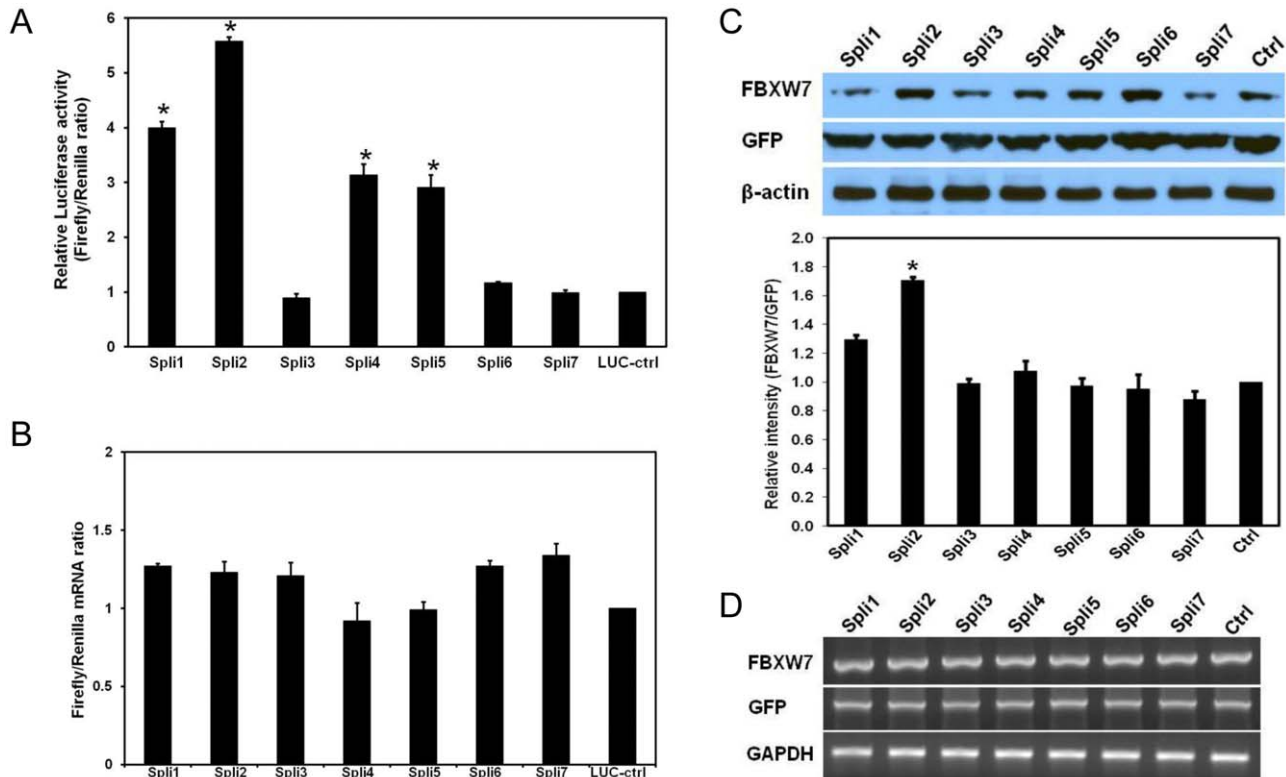 A
Relative Luciferase activity
(Firefly/Renilla ratio)
6
5
4
3
2
1
0
* * * *
Spli1 Spli2 Spli3 Spli4 Spli5 Spli6 Spli7 LUC-ctrl
B
Firefly/Renilla mRNA ratio
2
1.5
1
0.5
0
Spli1 Spli2 Spli3 Spli4 Spli5 Spli6 Spli7 LUC-ctrl
C
Spli1 Spli2 Spli3 Spli4 Spli5 Spli6 Spli7 Ctrl
FBXW7
GFP
β-actin
Relative intensity (FBXW7/GFP)
2.0
1.8
1.6
1.4
1.2
1.0
0.8
0.6
0.4
0.2
0.0
*
Spli1 Spli2 Spli3 Spli4 Spli5 Spli6 Spli7 Ctrl
D
Spli1 Spli2 Spli3 Spli4 Spli5 Spli6 Spli7 Ctrl
FBXW7
GFP
GAPDH